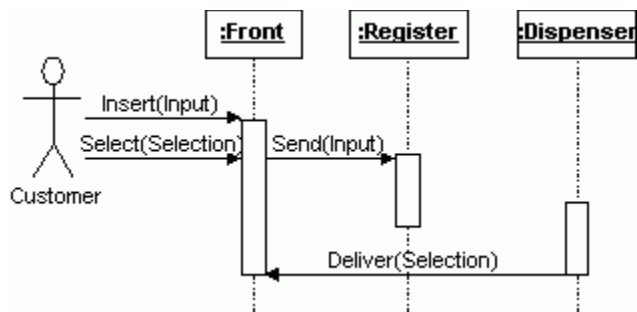 :Front
:Register
:Dispenser
Insert(Input)
Select(Selection)
Send(Input)
Customer
Deliver(Selection)